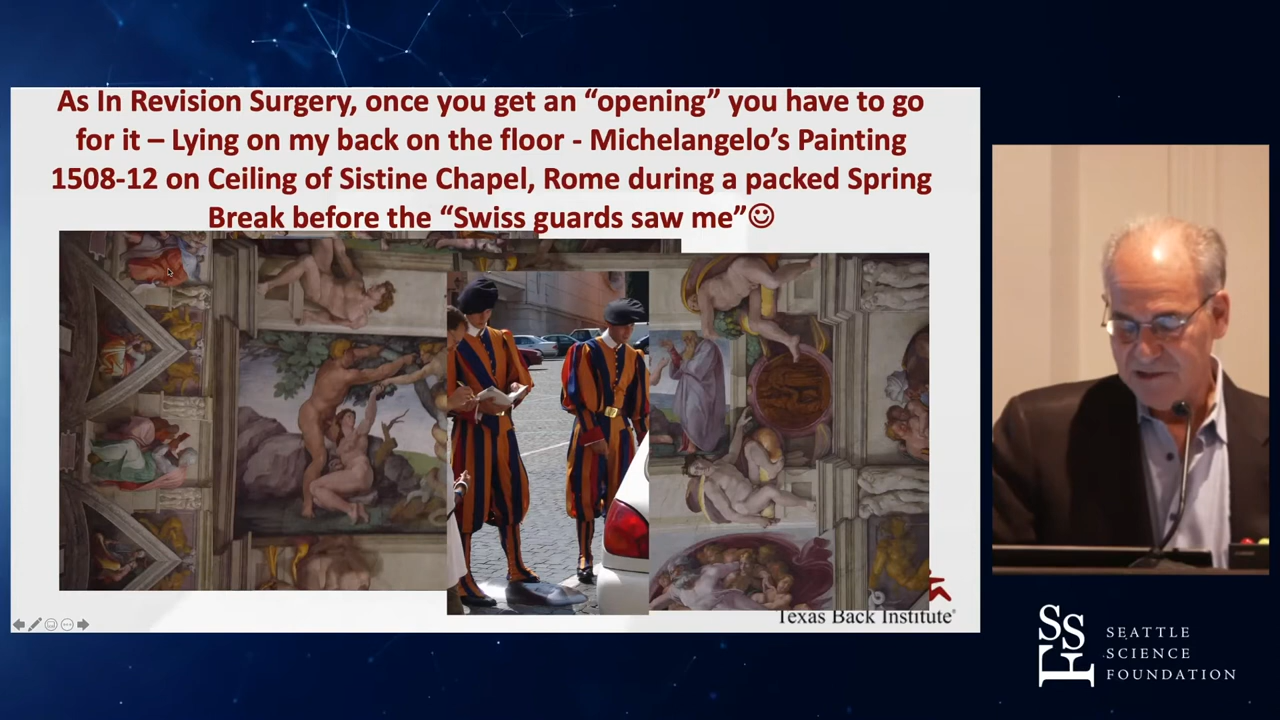 As In Revision Surgery, once you get an “opening” you have to go
for it – Lying on my back on the floor - Michelangelo’s Painting
1508-12 on Ceiling of Sistine Chapel, Rome during a packed Spring
Break before the “Swiss guards saw me”☺
Texas Back Institute®
SSF
SEATTLE
SCIENCE
FOUNDATION